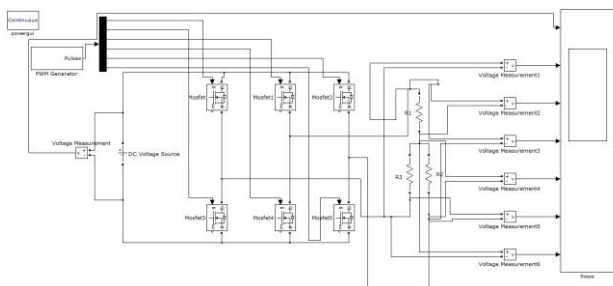 Continuous
powergui
Pulses
PWM Generator
Mosfet
Mosfet1
Mosfet2
Voltage Measurement
DC Voltage Source
Mosfet3
Mosfet4
Mosfet5
R1
R3
R2
Voltage Measurement1
Voltage Measurement2
Voltage Measurement3
Voltage Measurement4
Voltage Measurement5
Voltage Measurement6
Scope